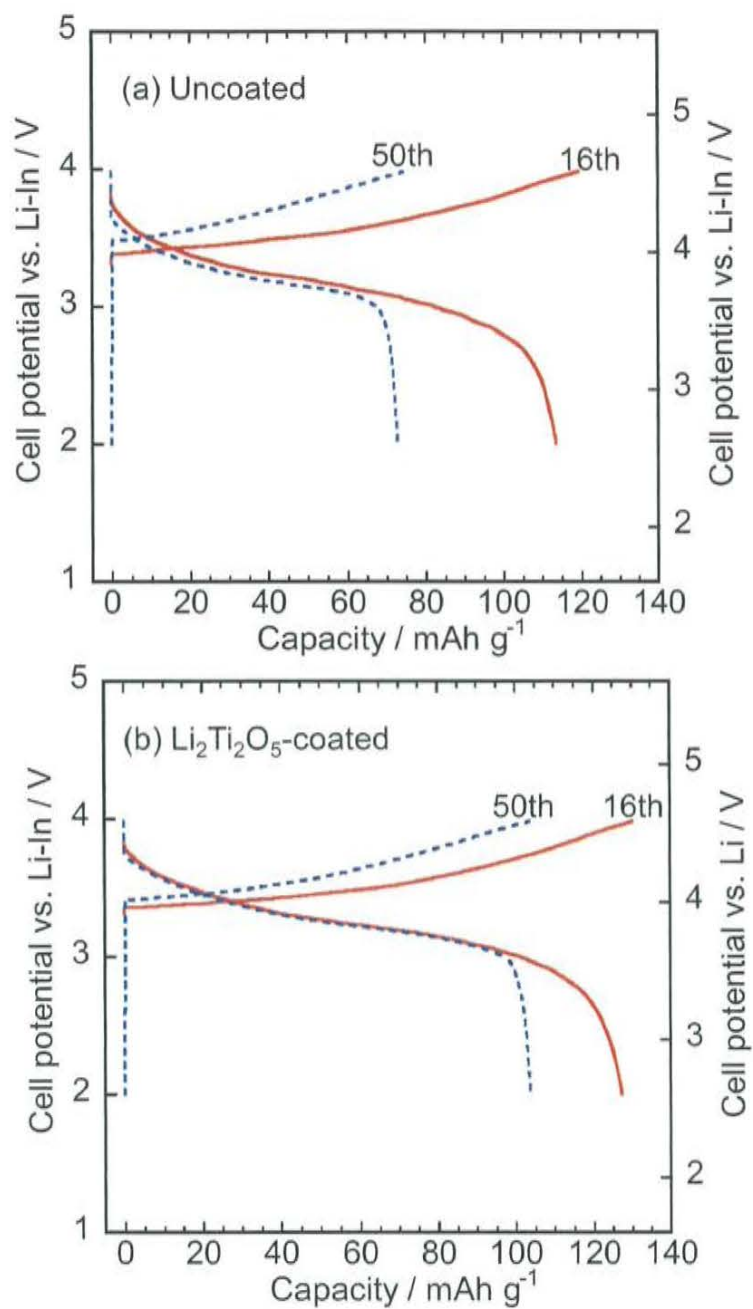 5
(a) Uncoated
5
50th
16th
4
4
3
3
2
2
1
Cell potential vs. Li-In / V
Cell potential vs. Li-In / V
0 20 40 60 80 100 120 140
Capacity / mAh g⁻¹
5
(b) Li₂Ti₂O₅-coated
5
50th 16th
4
4
3
3
2
2
1
Cell potential vs. Li-In / V
Cell potential vs. Li / V
0 20 40 60 80 100 120 140
Capacity / mAh g⁻¹